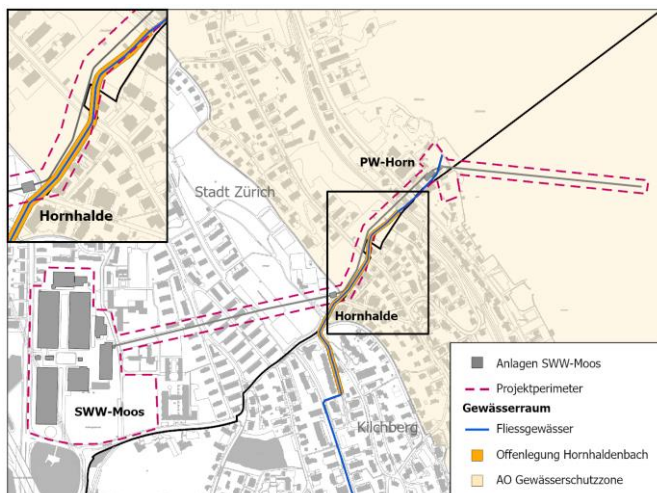 Hornhalde
Stadt Zürich
PW-Horn
Hornhalde
SWW-Moos
Kilchberg
Anlagen SWW-Moos
Projektperimeter
Gewässerraum
Fliessgewässer
Offenlegung Hornhaldenbach
AO Gewässerschutzzone